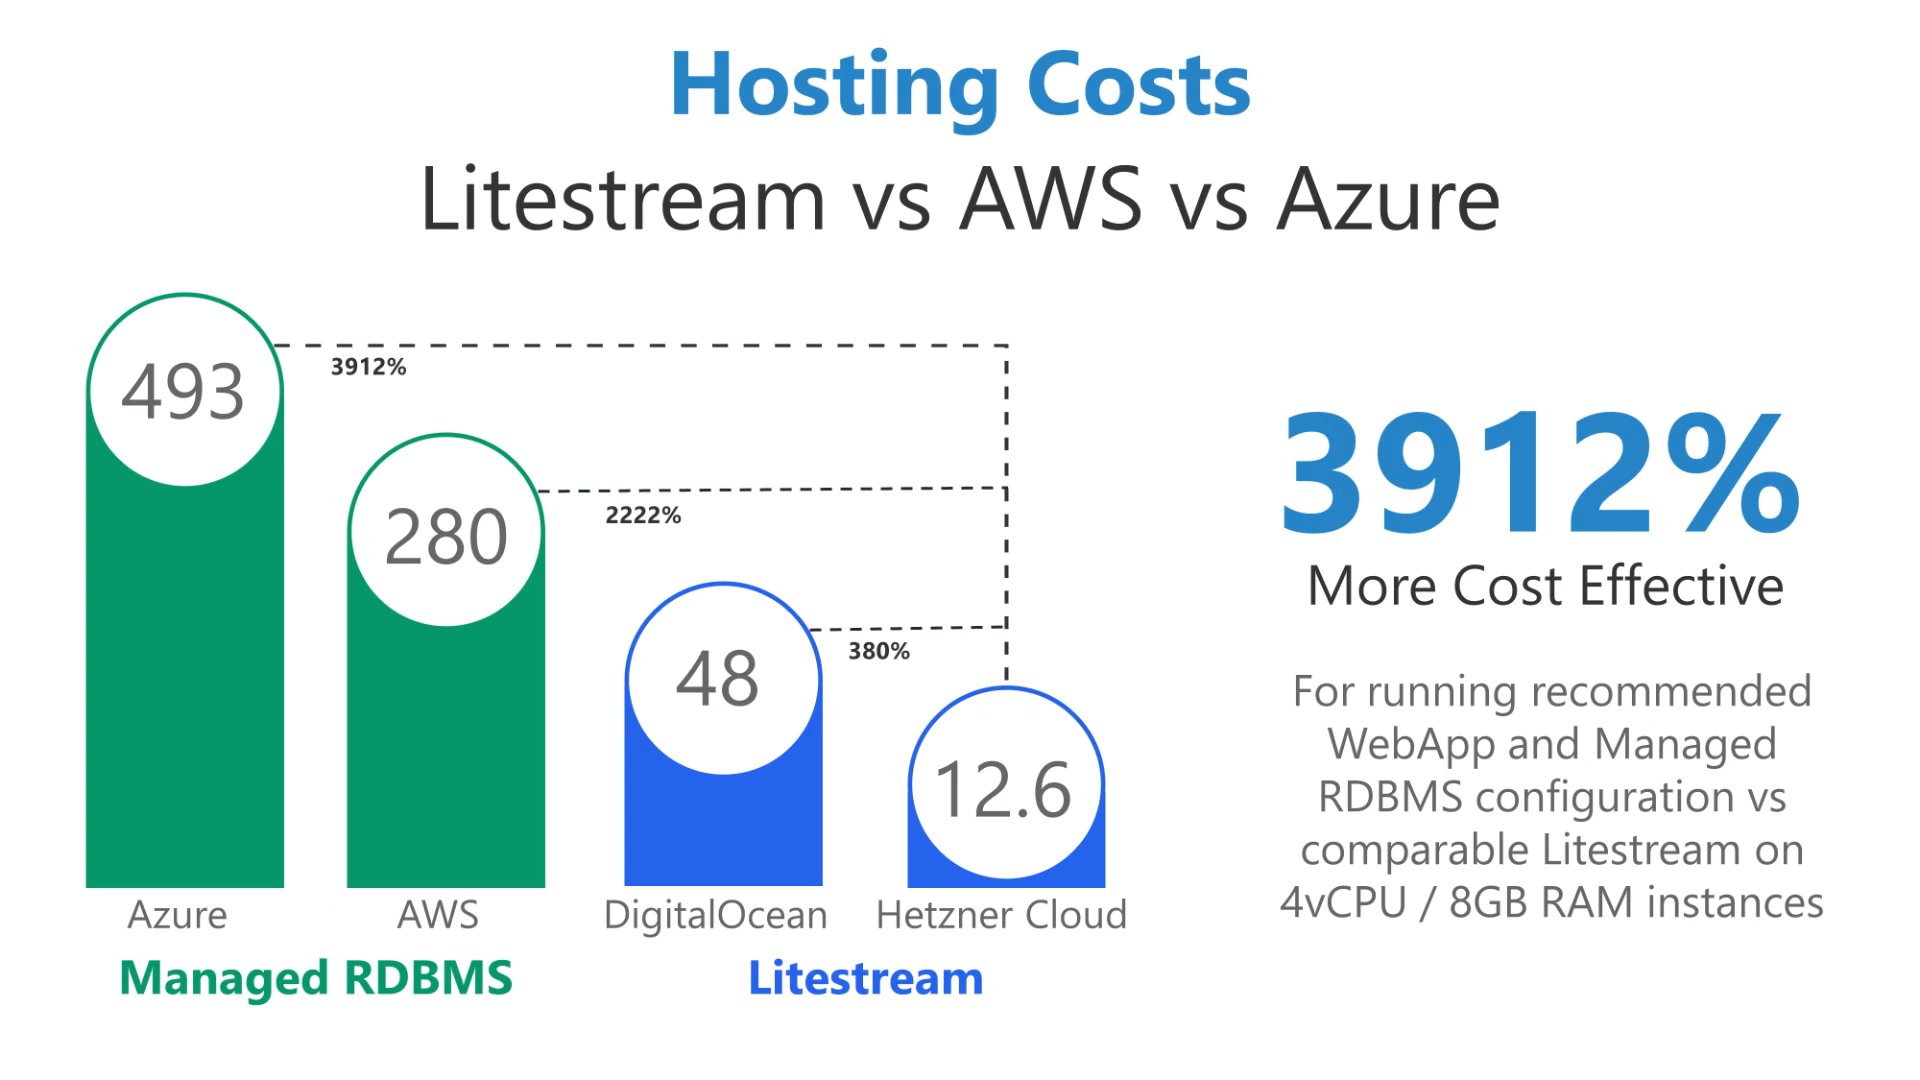 Hosting Costs
Litestream vs AWS vs Azure
493
3912%
280
2222%
48
380%
12.6
Azure
AWS
DigitalOcean
Hetzner Cloud
Managed RDBMS
Litestream
3912%
More Cost Effective
For running recommended
WebApp and Managed
RDBMS configuration vs
comparable Litestream on
4vCPU / 8GB RAM instances